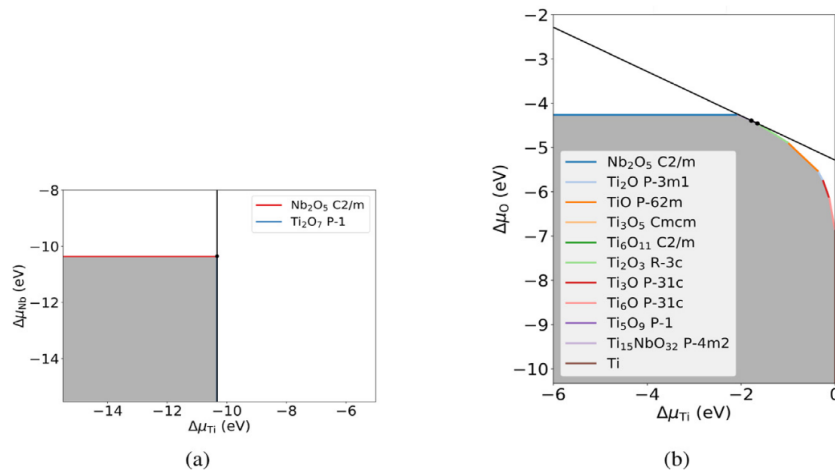 −8
−10
−12
−14
Δμ_Nb (eV)
Nb₂O₅ C2/m
Ti₂O₇ P-1
−14 −12 −10 −8 −6
Δμ_Ti (eV)
(a)
−2
−3
−4
−5
−6
−7
−8
−9
−10
Δμ_O (eV)
Nb₂O₅ C2/m
Ti₂O P-3m1
TiO P-62m
Ti₃O₅ Cmcm
Ti₆O₁₁ C2/m
Ti₂O₃ R-3c
Ti₃O P-31c
Ti₆O P-31c
Ti₅O₉ P-1
Ti₁₅NbO₃₂ P-4m2
Ti
−6 −4 −2 0
Δμ_Ti (eV)
(b)